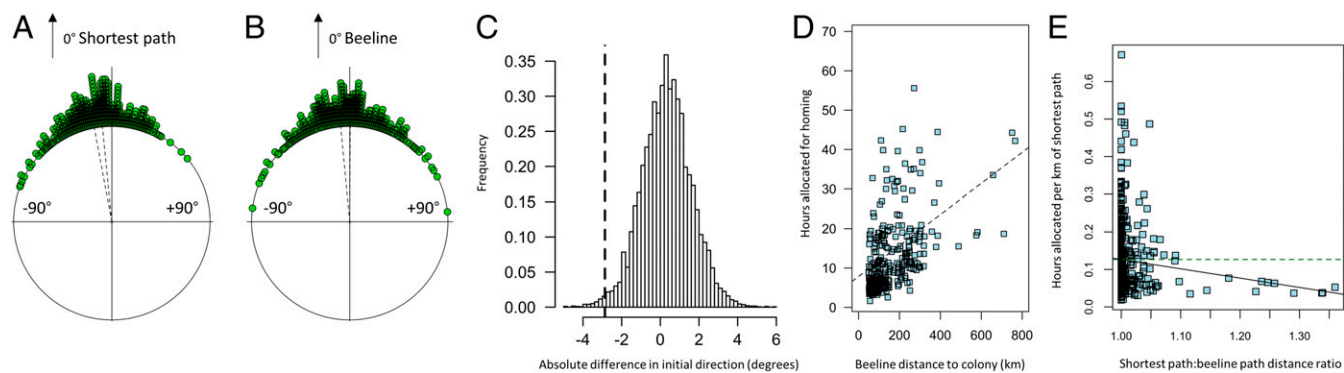 A
0° Shortest path
-90°
+90°
B
0° Beeline
-90°
+90°
C
Frequency
0.35
0.30
0.25
0.20
0.15
0.10
0.05
0.00
-4 -2 0 2 4 6
Absolute difference in initial direction (degrees)
D
Hours allocated for homing
70
60
50
40
30
20
10
0
0 200 400 600 800
Beeline distance to colony (km)
E
Hours allocated per km of shortest path
0.6
0.5
0.4
0.3
0.2
0.1
0.0
1.00 1.10 1.20 1.30
Shortest path:beeline path distance ratio